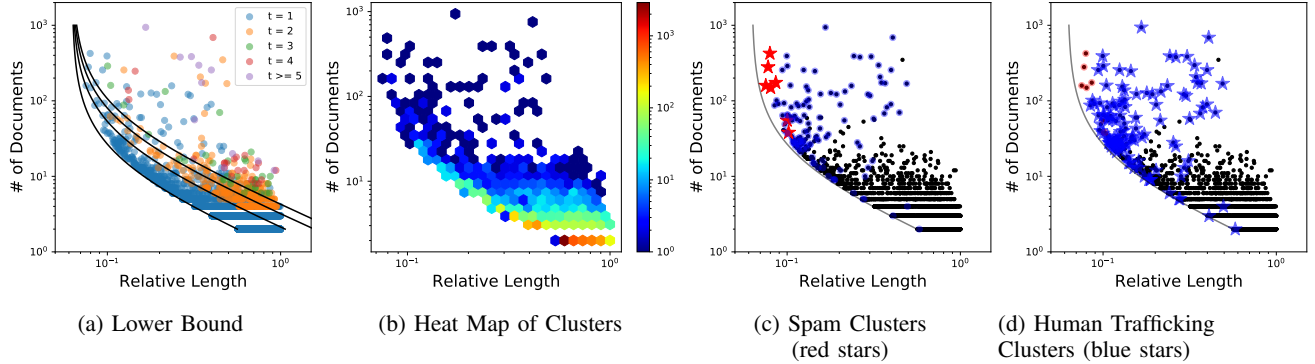 10³
10²
10¹
10⁰
# of Documents
10⁻¹
10⁰
Relative Length
t = 1
t = 2
t = 3
t = 4
t >= 5
(a) Lower Bound
10³
10²
10¹
# of Documents
10⁻¹
10⁰
Relative Length
10³
10²
10¹
10⁰
(b) Heat Map of Clusters
10³
10²
10¹
10⁰
# of Documents
10⁻¹
10⁰
Relative Length
(c) Spam Clusters
(red stars)
10³
10²
10¹
10⁰
# of Documents
10⁻¹
10⁰
Relative Length
(d) Human Trafficking
Clusters (blue stars)